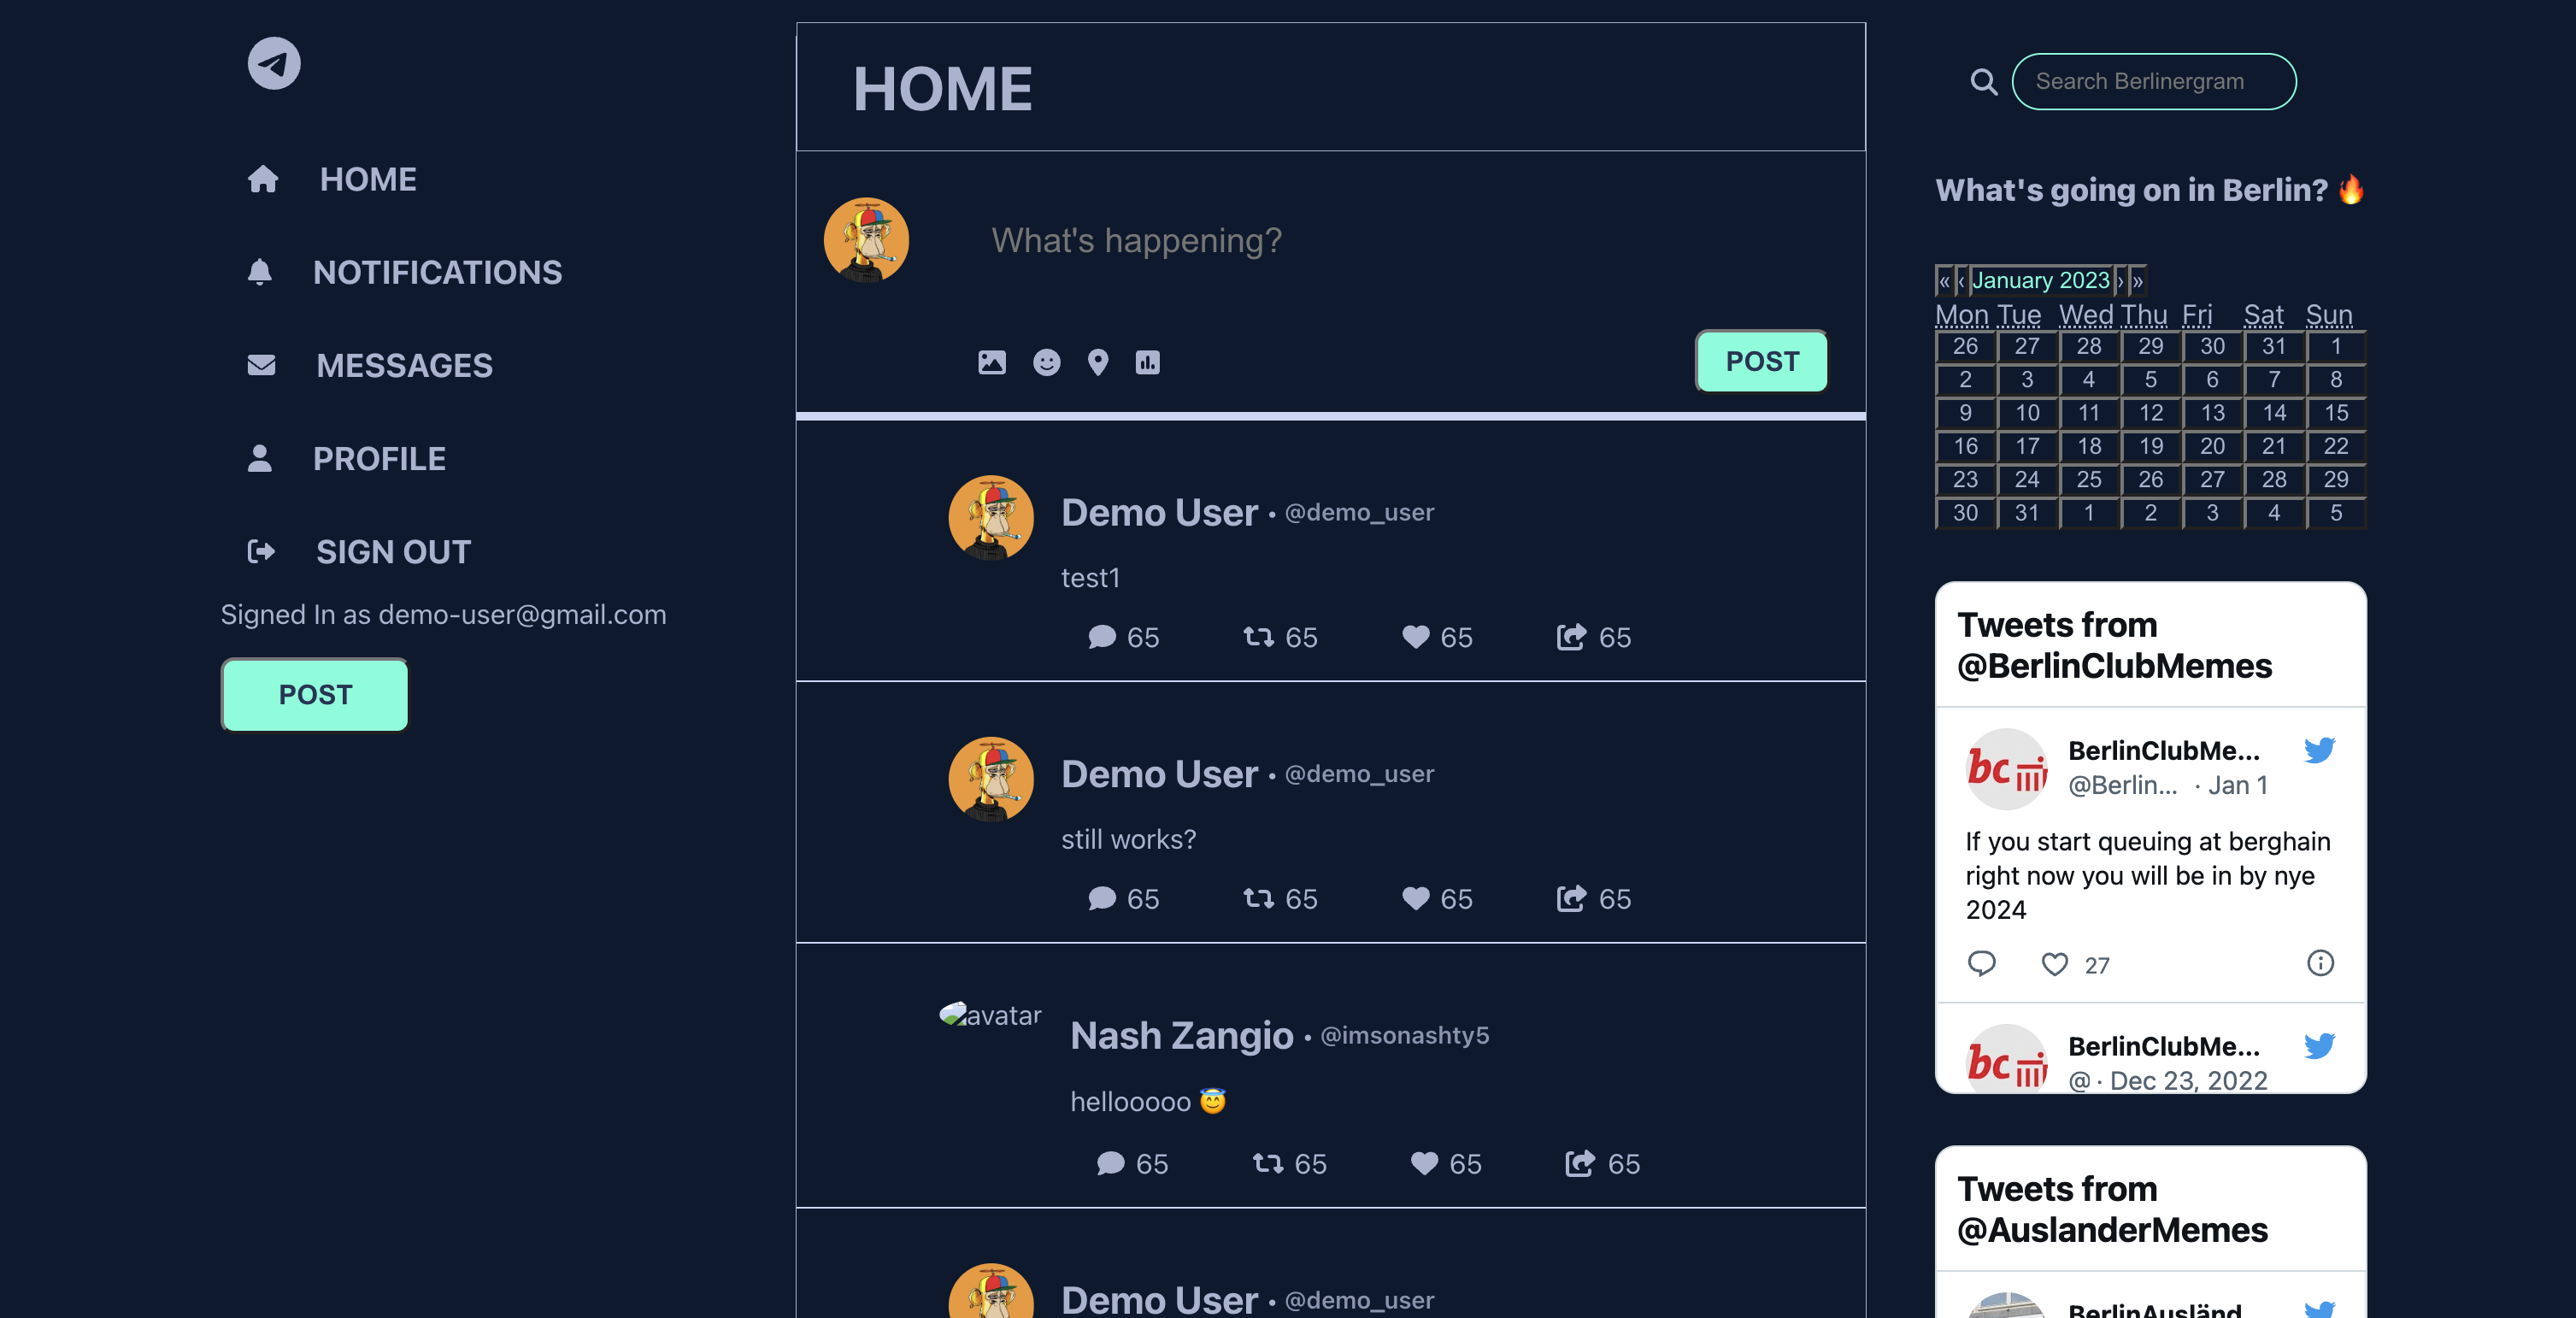 HOME
NOTIFICATIONS
MESSAGES
PROFILE
SIGN OUT
Signed In as demo-user@gmail.com
POST
HOME
What's happening?
POST
Demo User • @demo_user
test1
65 65 65 65
Demo User • @demo_user
still works?
65 65 65 65
avatar
Nash Zangio • @imsonashty5
hellooooo 😇
65 65 65 65
Demo User • @demo_user
Search Berlinergram
What's going on in Berlin? 🔥
« ‹ January 2023 › »
Mon Tue Wed Thu Fri Sat Sun
26 27 28 29 30 31 1
2 3 4 5 6 7 8
9 10 11 12 13 14 15
16 17 18 19 20 21 22
23 24 25 26 27 28 29
30 31 1 2 3 4 5
Tweets from
@BerlinClubMemes
bc
BerlinClubMe...
@Berlin... · Jan 1
If you start queuing at berghain
right now you will be in by nye
2024
27
bc
BerlinClubMe...
@ · Dec 23, 2022
Tweets from
@AuslanderMemes
BerlinAusländ